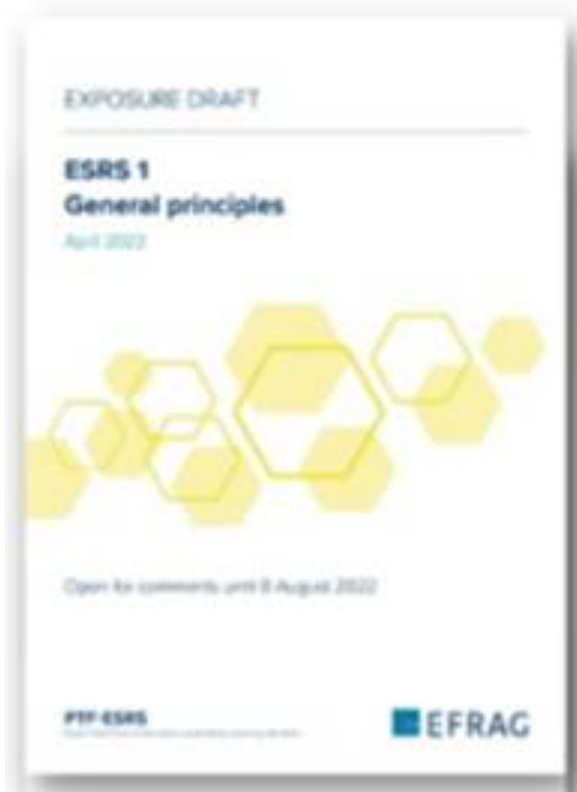 EXPOSURE DRAFT
ESRS 1
General principles
April 2022
Open for comments until 8 August 2022
PTF-ESRS
EFRAG